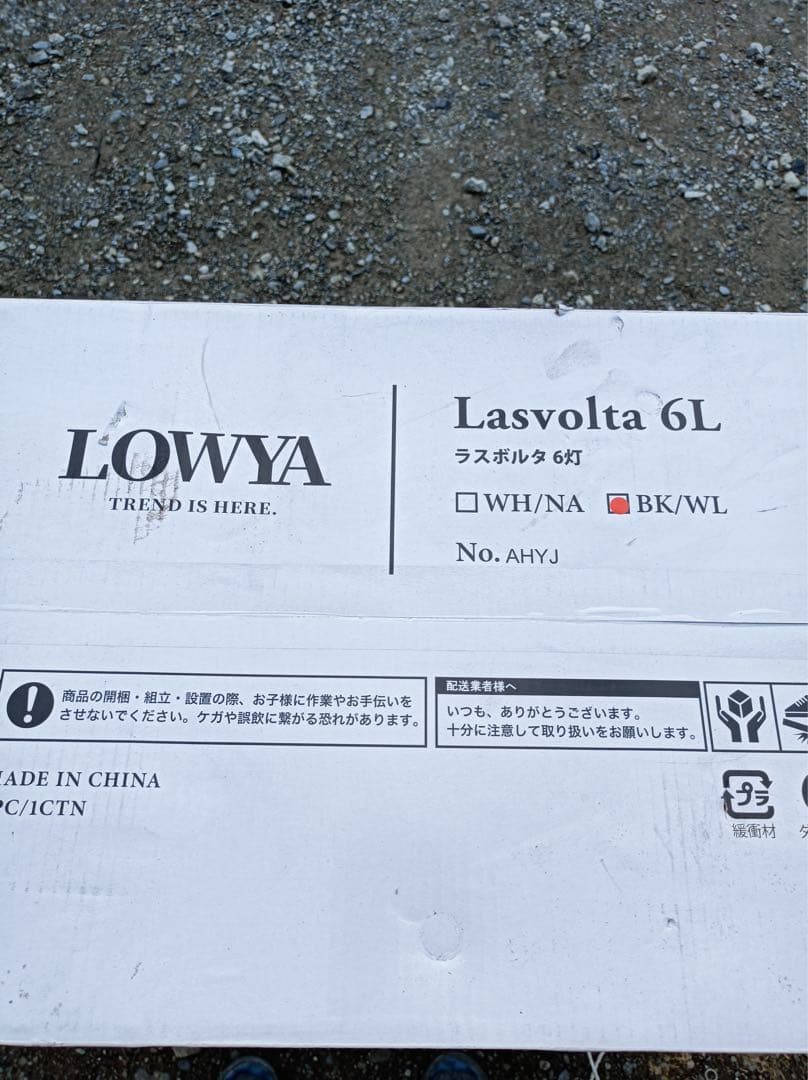 LOWYA
TREND IS HERE.
Lasvolta 6L
ラスボルタ 6灯
WH/NA BK/WL
No. AHYJ
商品の開梱・組立・設置の際、お子様に作業やお手伝いを
させないでください。ケガや誤飲に繋がる恐れがあります。
配送業者様へ
いつも、ありがとうございます。
十分に注意して取り扱いをお願いします。
MADE IN CHINA
PC/1CTN
プラ
緩衝材